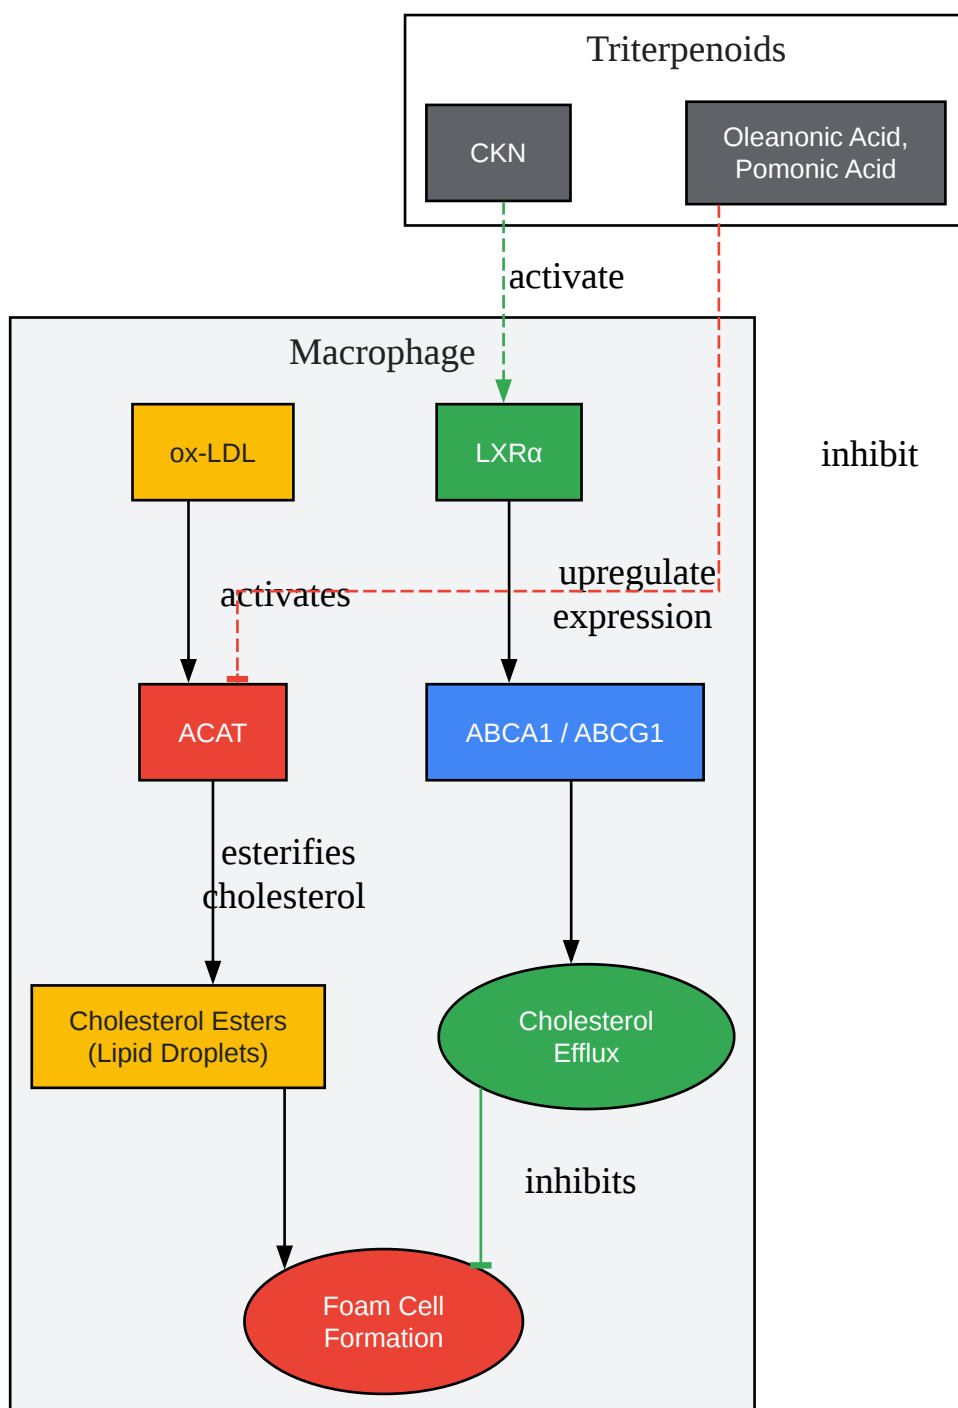 Triterpenoids
CKN
Oleanonic Acid,
Pomonic Acid
activate
Macrophage
ox-LDL
LXRα
inhibit
activates
upregulate
expression
ACAT
ABCA1 / ABCG1
esterifies
cholesterol
Cholesterol Esters
(Lipid Droplets)
Cholesterol
Efflux
inhibits
Foam Cell
Formation